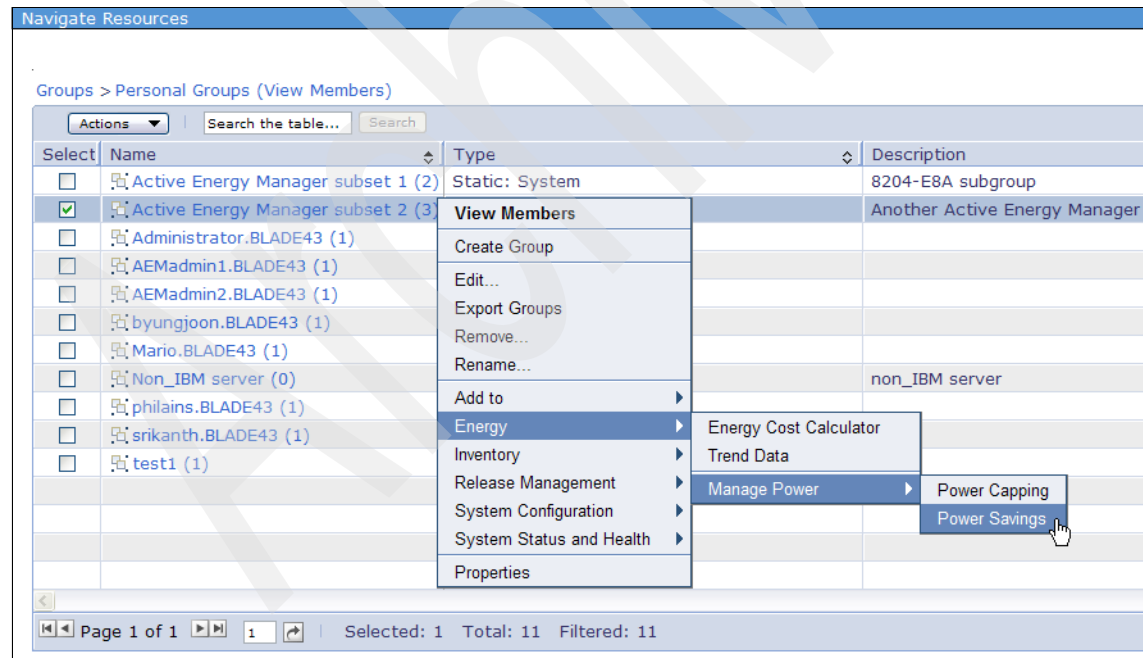 Navigate Resources
Groups > Personal Groups (View Members)
Actions Search the table... Search
Select Name Type Description
Active Energy Manager subset 1 (2) Static: System 8204-E8A subgroup
Active Energy Manager subset 2 (3) Another Active Energy Manager
Administrator.BLADE43 (1)
AEMadmin1.BLADE43 (1)
AEMadmin2.BLADE43 (1)
byungjoon.BLADE43 (1)
Mario.BLADE43 (1)
Non_IBM server (0) non_IBM server
philains.BLADE43 (1)
srikanth.BLADE43 (1)
test1 (1)
View Members
Create Group
Edit...
Export Groups
Remove...
Rename...
Add to
Energy
Inventory
Release Management
System Configuration
System Status and Health
Properties
Energy Cost Calculator
Trend Data
Manage Power
Power Capping
Power Savings
Page 1 of 1 1 Selected: 1 Total: 11 Filtered: 11